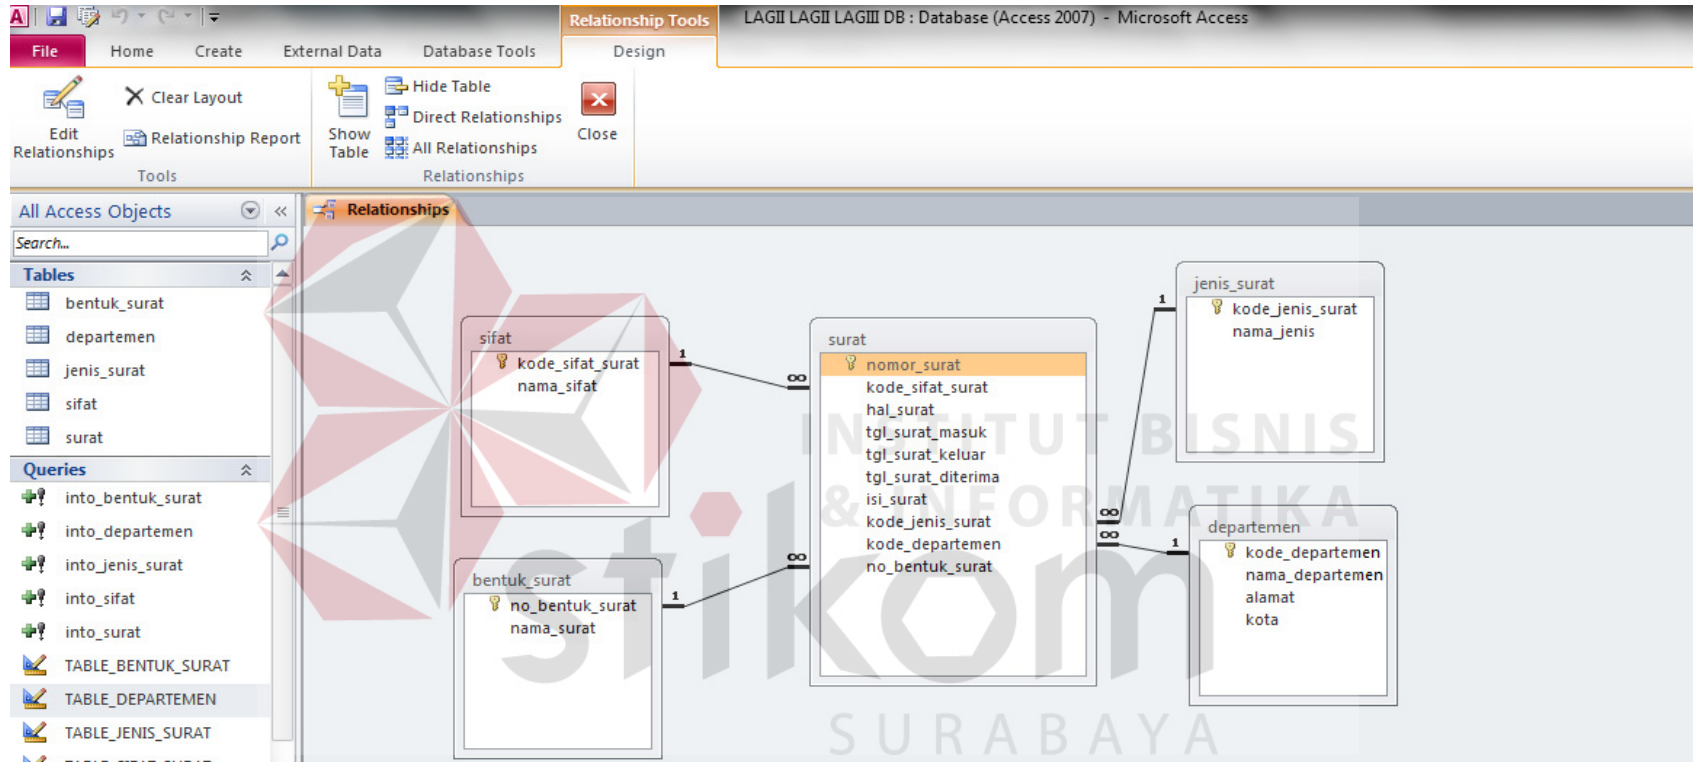 LAGII LAGII LAGIII DB : Database (Access 2007) - Microsoft Access
Relationship Tools
File Home Create External Data Database Tools Design
Edit Relationships
Clear Layout
Relationship Report
Tools
Show Table
Hide Table
Direct Relationships
All Relationships
Relationships
Close
All Access Objects
Search...
Tables
bentuk_surat
departemen
jenis_surat
sifat
surat
Queries
into_bentuk_surat
into_departemen
into_jenis_surat
into_sifat
into_surat
TABLE_BENTUK_SURAT
TABLE_DEPARTEMEN
TABLE_JENIS_SURAT
Relationships
sifat
kode_sifat_surat
nama_sifat
1
∞
bentuk_surat
no_bentuk_surat
nama_surat
1
∞
surat
nomor_surat
kode_sifat_surat
hal_surat
tgl_surat_masuk
tgl_surat_keluar
tgl_surat_diterima
isi_surat
kode_jenis_surat
kode_departemen
no_bentuk_surat
jenis_surat
kode_jenis_surat
nama_jenis
1
∞
departemen
kode_departemen
nama_departemen
alamat
kota
1
∞
INSTITUT BISNIS
& INFORMATIKA
stikom
SURABAYA